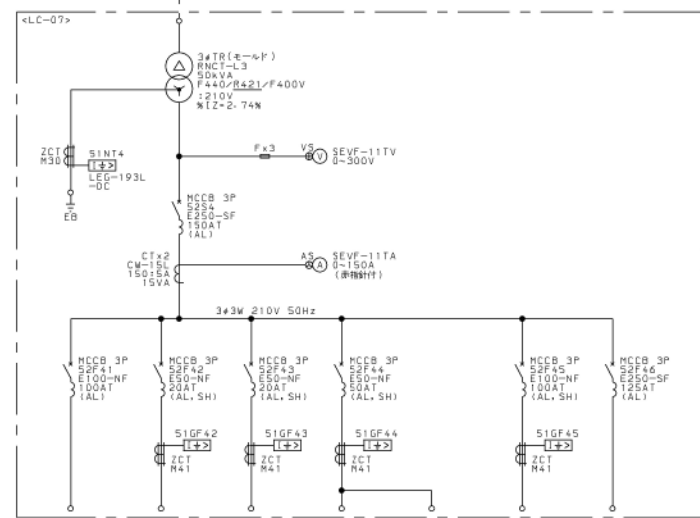 <LC-07>
3φTR(モールド)
RNCT-L3
50kVA
F440/R421/F400V
:210V
%IZ=2.74%
ZCT
M30
51NT4
I⏚>
LEG-193L
-DC
EB
F×3
VS
V
SEVF-11TV
0~300V
MCCB 3P
52S4
E250-SF
150AT
(AL)
CT×2
CW-15L
150:5A
15VA
AS
A
SEVF-11TA
0~150A
(赤指針付)
3φ3W 210V 50Hz
MCCB 3P
52F41
E100-NF
100AT
(AL)
MCCB 3P
52F42
E50-NF
20AT
(AL,SH)
MCCB 3P
52F43
E50-NF
20AT
(AL,SH)
MCCB 3P
52F44
E50-NF
50AT
(AL,SH)
MCCB 3P
52F45
E100-NF
100AT
(AL,SH)
MCCB 3P
52F46
E250-SF
125AT
(AL)
51GF42
I⏚>
ZCT
M41
51GF43
I⏚>
ZCT
M41
51GF44
I⏚>
ZCT
M41
51GF45
I⏚>
ZCT
M41